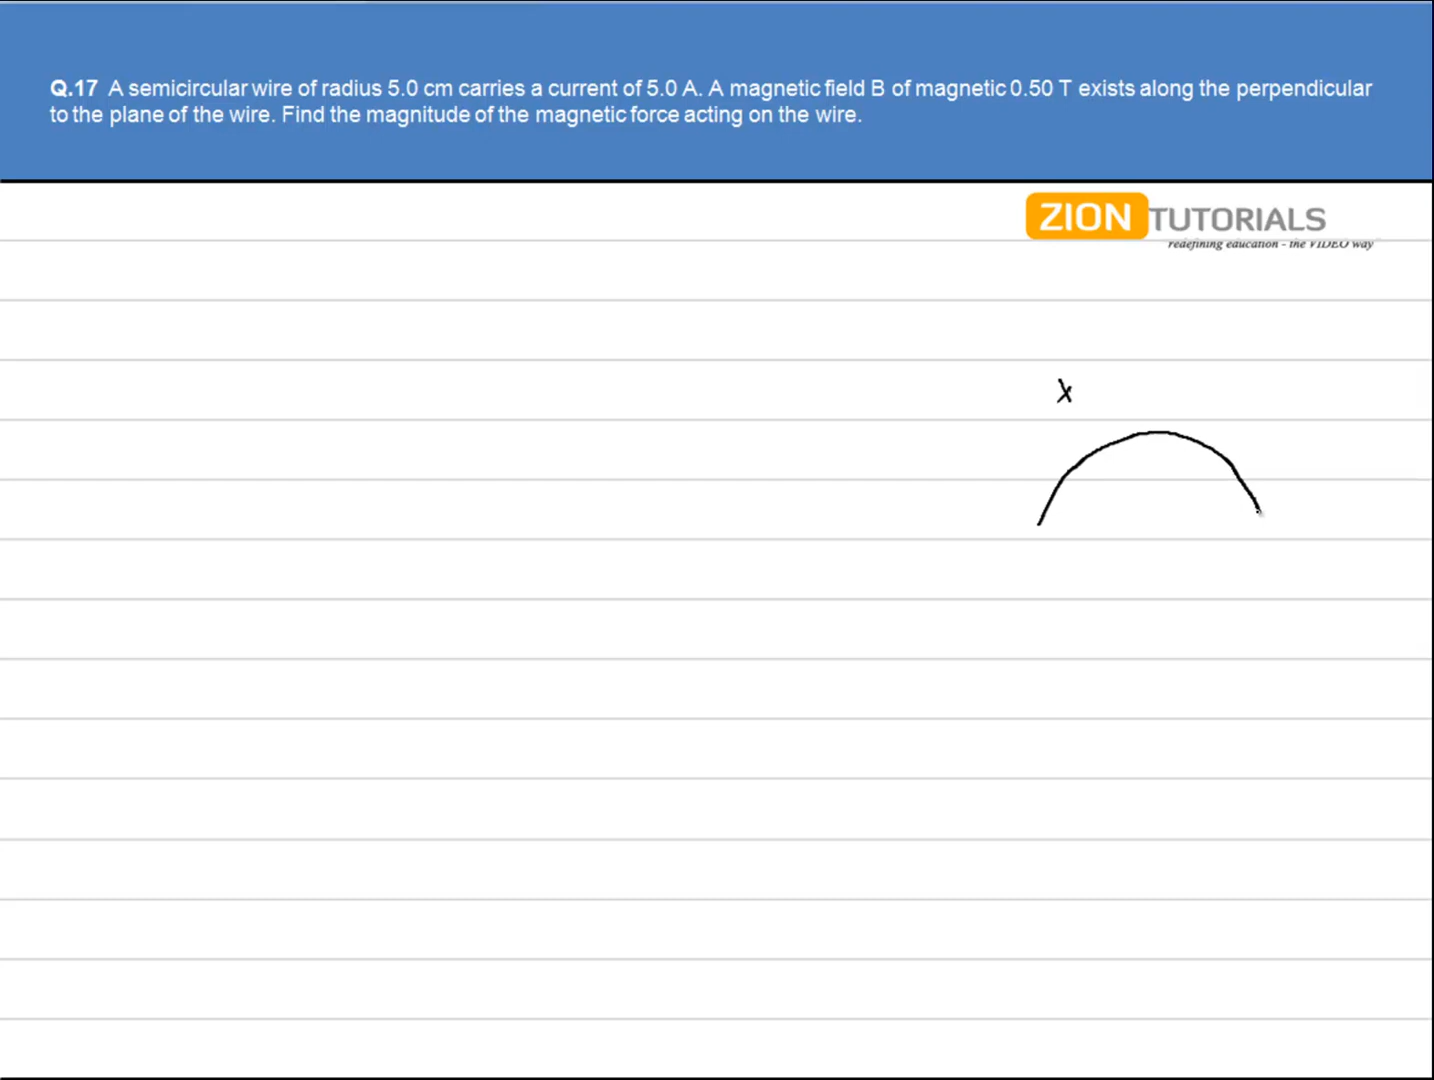 Q.17 A semicircular wire of radius 5.0 cm carries a current of 5.0 A. A magnetic field B of magnetic 0.50 T exists along the perpendicular
to the plane of the wire. Find the magnitude of the magnetic force acting on the wire.
ZION TUTORIALS
redefining education - the VIDEO way
X